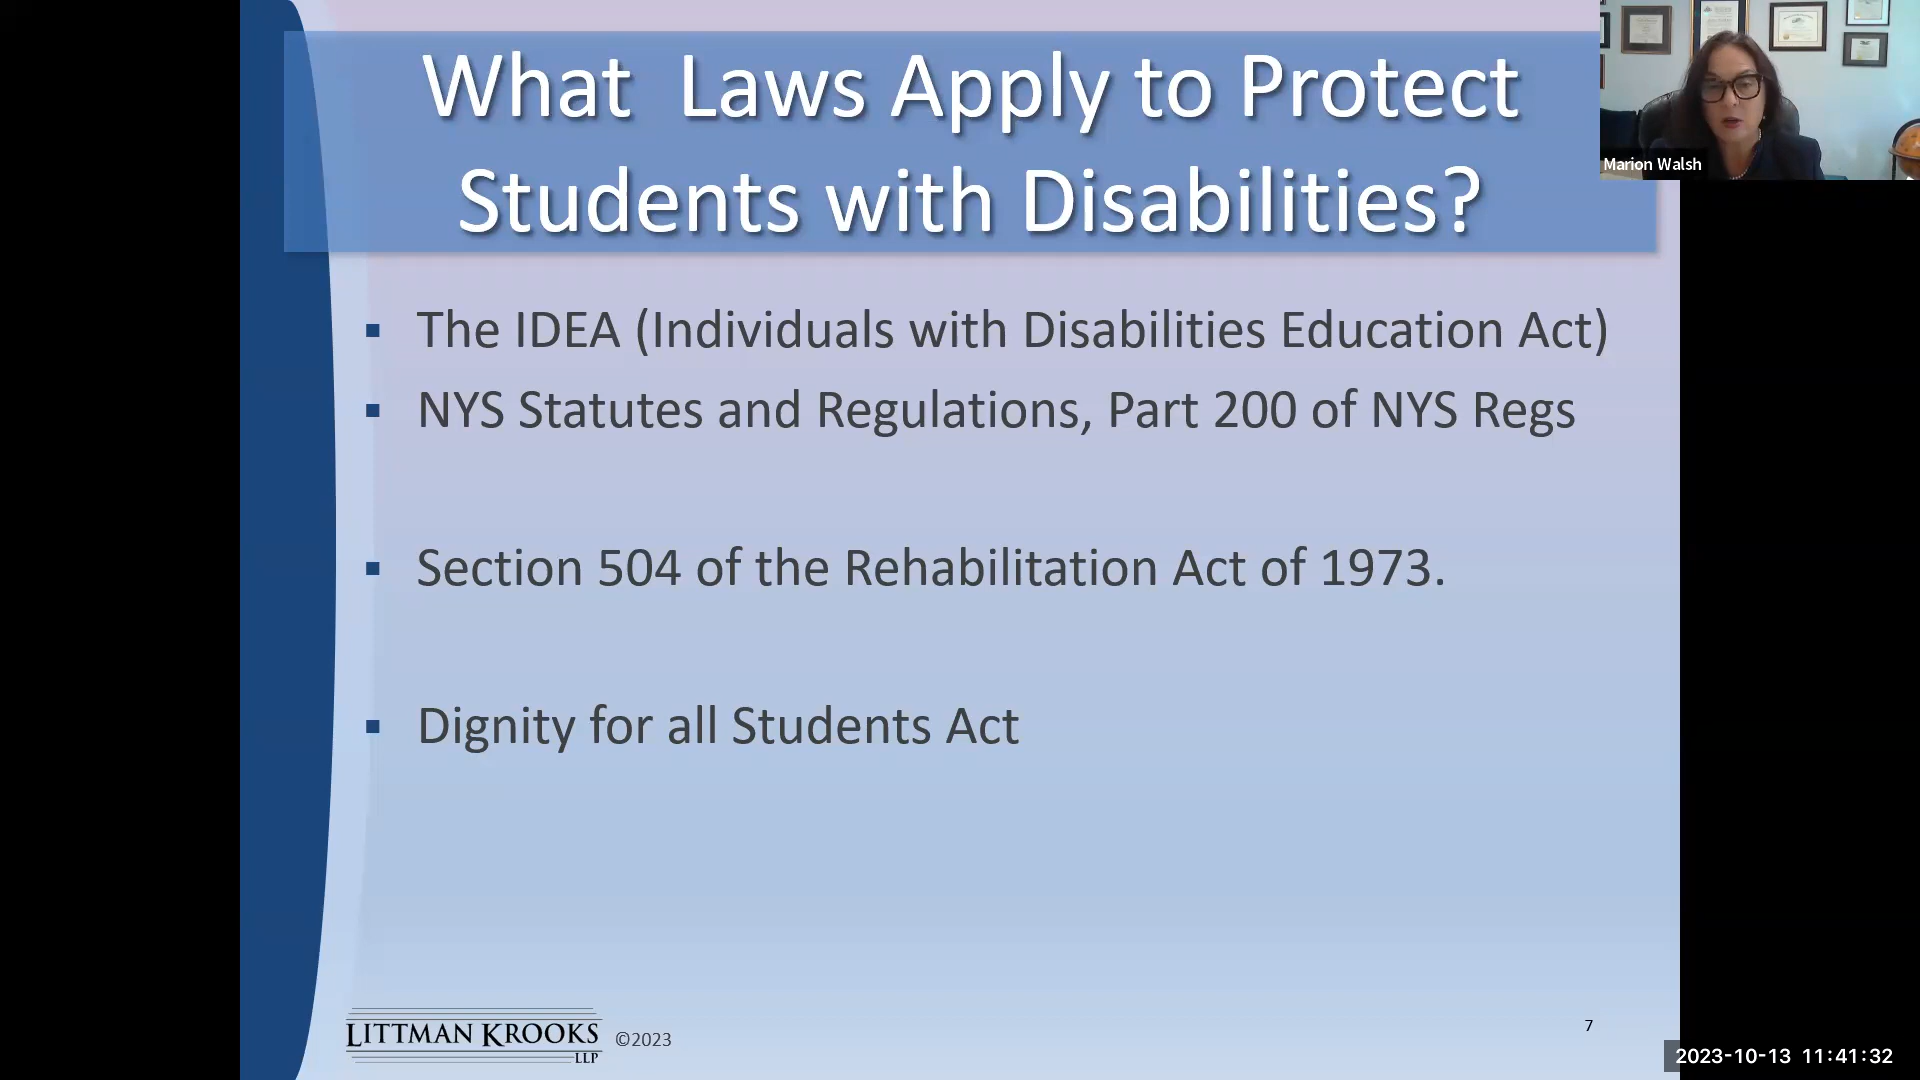 What  Laws Apply to Protect
Students with Disabilities?
Marion Walsh
▪ The IDEA (Individuals with Disabilities Education Act)
▪ NYS Statutes and Regulations, Part 200 of NYS Regs
▪ Section 504 of the Rehabilitation Act of 1973.
▪ Dignity for all Students Act
LITTMAN KROOKS
LLP
©2023
7
2023-10-13 11:41:32